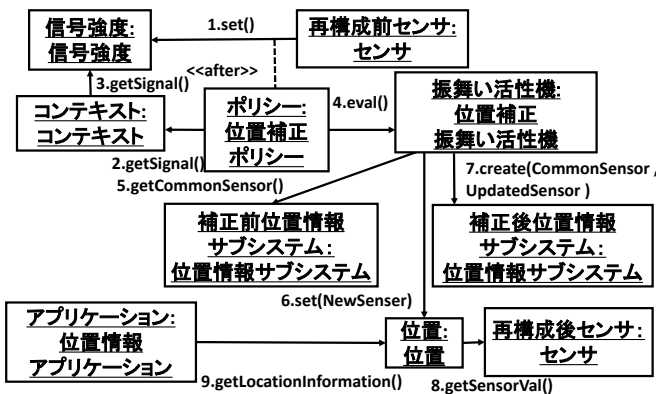 信号強度:
信号強度
1.set()
再構成前センサ:
センサ
3.getSignal()
<<after>>
コンテキスト:
コンテキスト
ポリシー:
位置補正
ポリシー
4.eval()
振舞い活性機:
位置補正
振舞い活性機
2.getSignal()
5.getCommonSensor()
7.create(CommonSensor ,
UpdatedSensor )
補正前位置情報
サブシステム:
位置情報サブシステム
補正後位置情報
サブシステム:
位置情報サブシステム
6.set(NewSenser)
アプリケーション:
位置情報
アプリケーション
位置:
位置
再構成後センサ:
センサ
9.getLocationInformation()
8.getSensorVal()